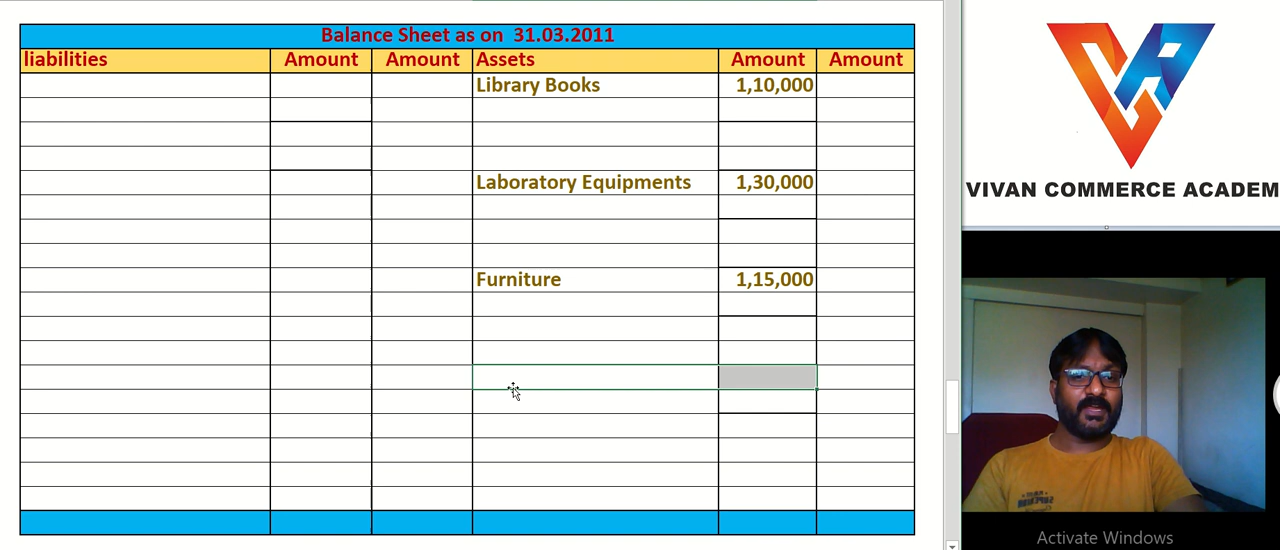 Balance Sheet as on 31.03.2011
liabilities Amount Amount Assets Amount Amount
Library Books 1,10,000
Laboratory Equipments 1,30,000
Furniture 1,15,000
VIVAN COMMERCE ACADEM
Activate Windows